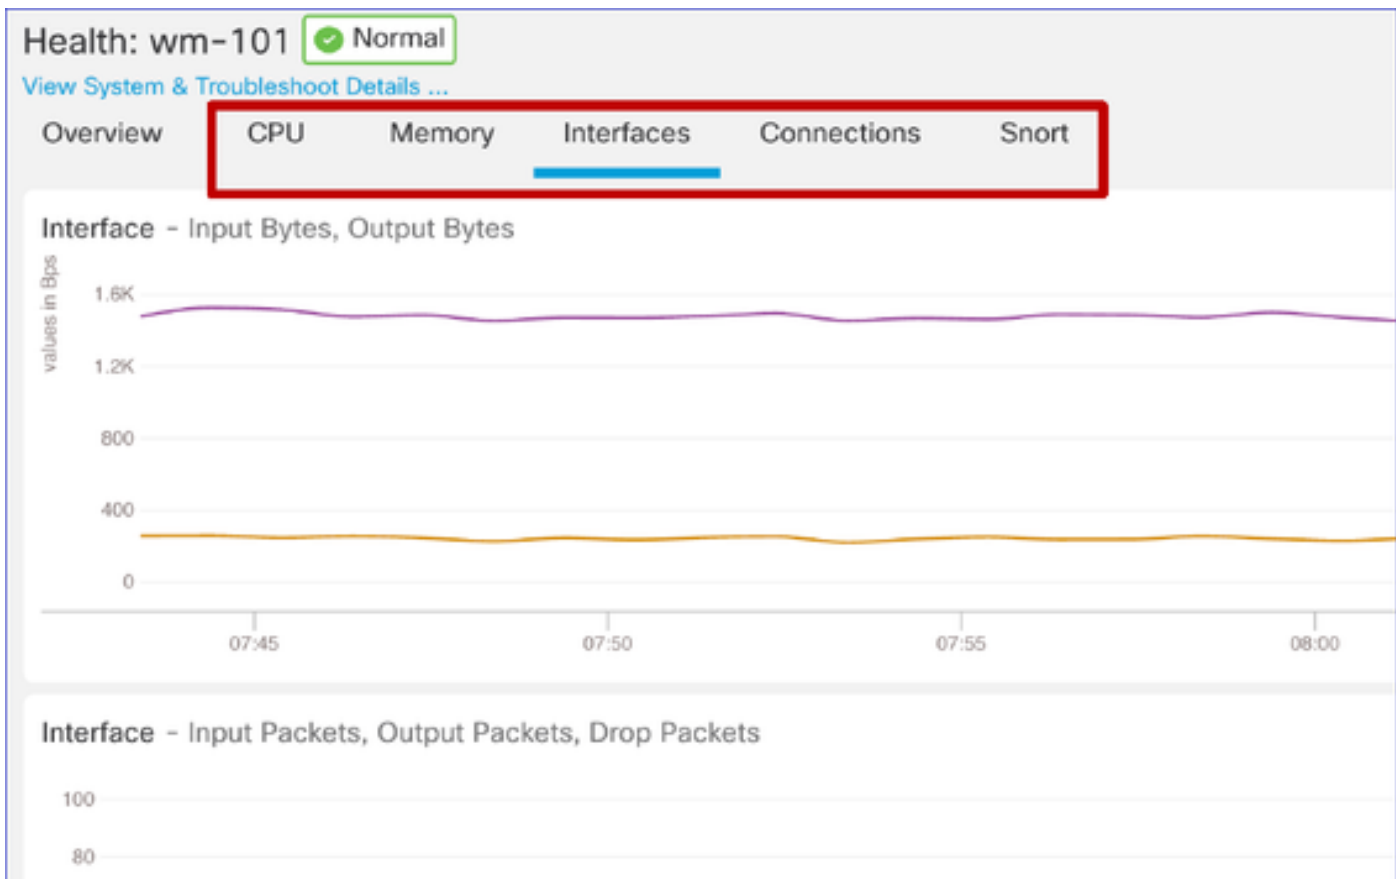 Health: wm-101 Normal
View System & Troubleshoot Details ...
Overview CPU Memory Interfaces Connections Snort
Interface - Input Bytes, Output Bytes
values in Bps
1.6K
1.2K
800
400
0
07:45 07:50 07:55 08:00
Interface - Input Packets, Output Packets, Drop Packets
100
80